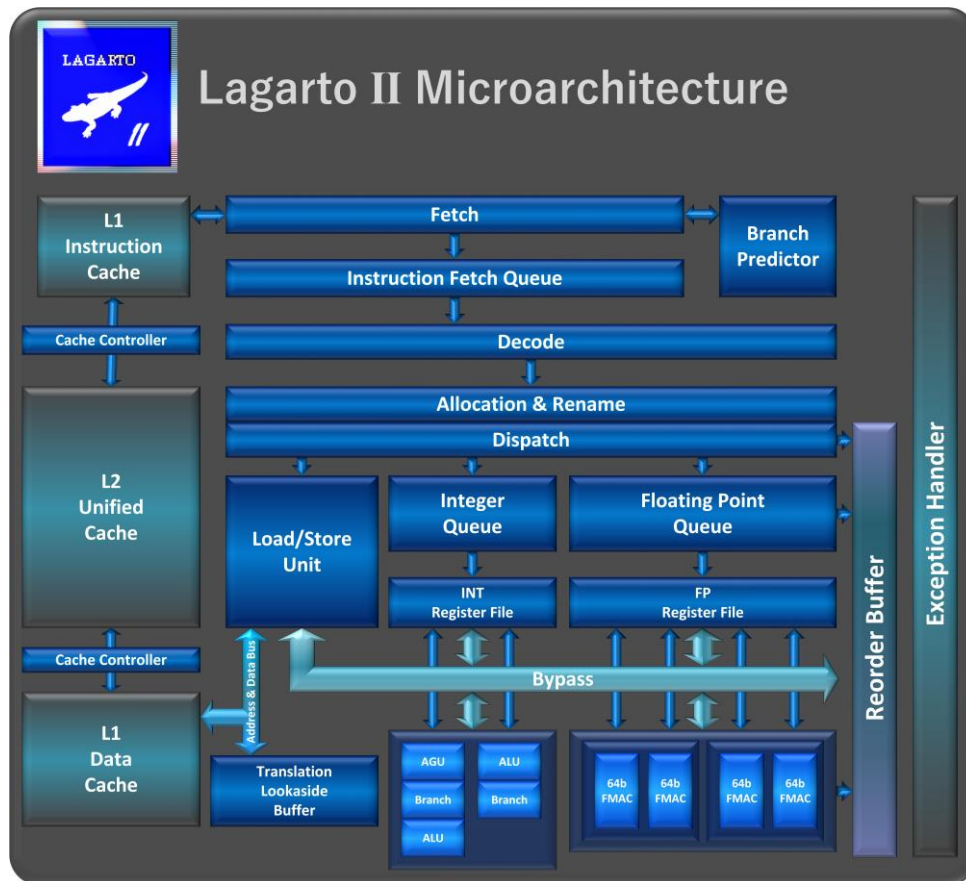 LAGARTO
II
Lagarto II Microarchitecture
L1
Instruction
Cache
Fetch
Branch
Predictor
Instruction Fetch Queue
Cache Controller
Decode
Allocation & Rename
Dispatch
L2
Unified
Cache
Load/Store
Unit
Integer
Queue
Floating Point
Queue
INT
Register File
FP
Register File
Cache Controller
Address & Data Bus
Bypass
L1
Data
Cache
Translation
Lookaside
Buffer
AGU
Branch
ALU
ALU
Branch
64b
FMAC
64b
FMAC
64b
FMAC
64b
FMAC
Reorder Buffer
Exception Handler